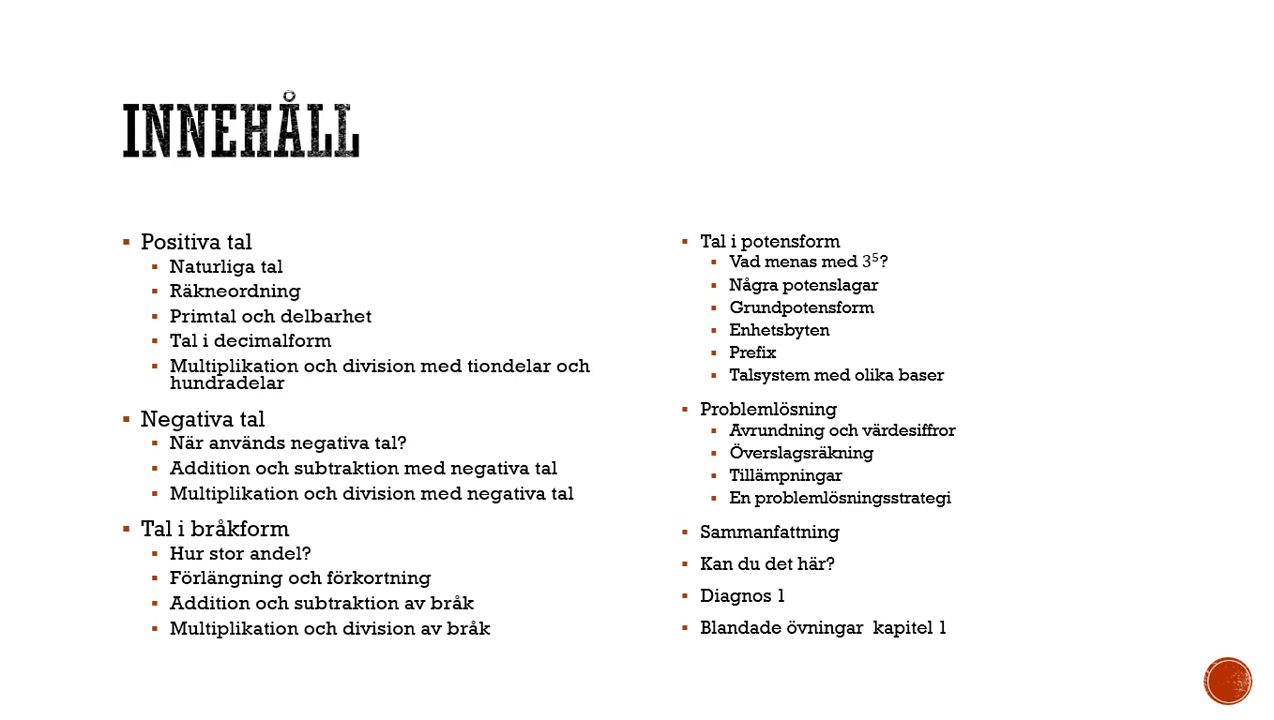 INNEHÅLL
Positiva tal
Naturliga tal
Räkneordning
Primtal och delbarhet
Tal i decimalform
Multiplikation och division med tiondelar och
hundradelar
Negativa tal
När används negativa tal?
Addition och subtraktion med negativa tal
Multiplikation och division med negativa tal
Tal i bråkform
Hur stor andel?
Förlängning och förkortning
Addition och subtraktion av bråk
Multiplikation och division av bråk
Tal i potensform
Vad menas med 3⁵?
Några potenslagar
Grundpotensform
Enhetsbyten
Prefix
Talsystem med olika baser
Problemlösning
Avrundning och värdesiffror
Överslagsräkning
Tillämpningar
En problemlösningsstrategi
Sammanfattning
Kan du det här?
Diagnos 1
Blandade övningar  kapitel 1